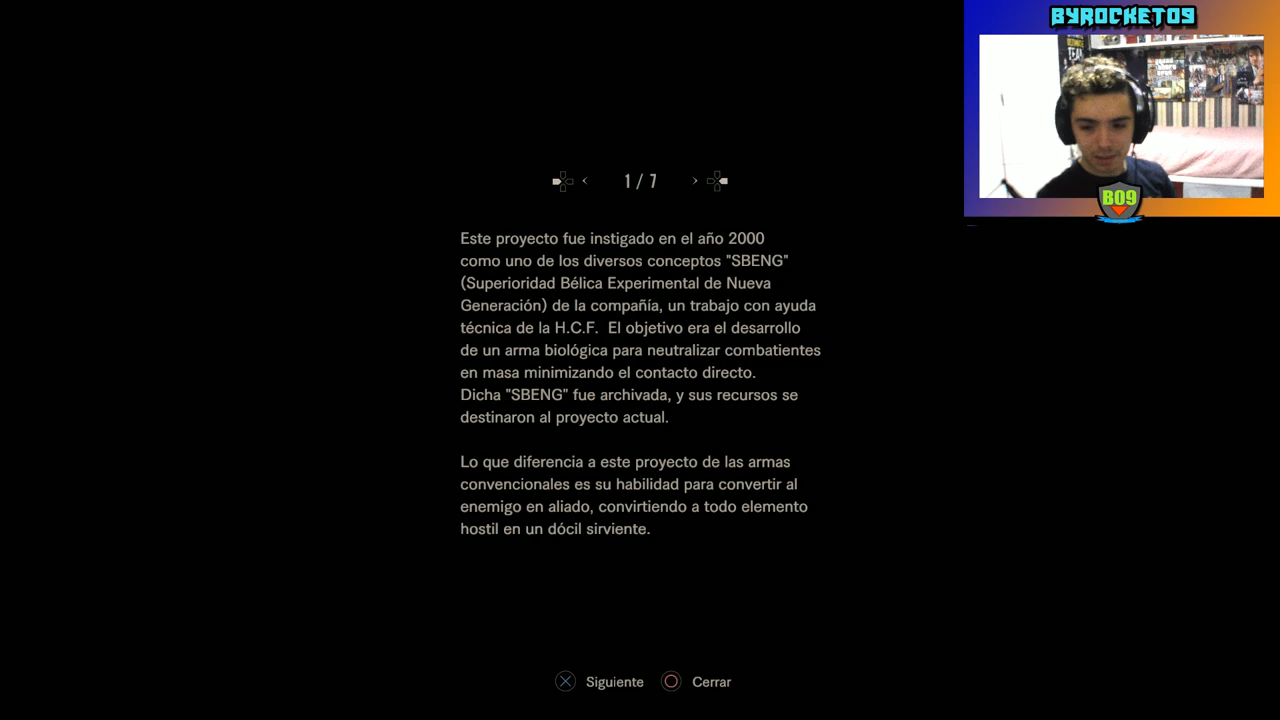 BYROCKET09
B09
1 / 7
Este proyecto fue instigado en el año 2000
como uno de los diversos conceptos "SBENG"
(Superioridad Bélica Experimental de Nueva
Generación) de la compañía, un trabajo con ayuda
técnica de la H.C.F.  El objetivo era el desarrollo
de un arma biológica para neutralizar combatientes
en masa minimizando el contacto directo.
Dicha "SBENG" fue archivada, y sus recursos se
destinaron al proyecto actual.
Lo que diferencia a este proyecto de las armas
convencionales es su habilidad para convertir al
enemigo en aliado, convirtiendo a todo elemento
hostil en un dócil sirviente.
Siguiente
Cerrar